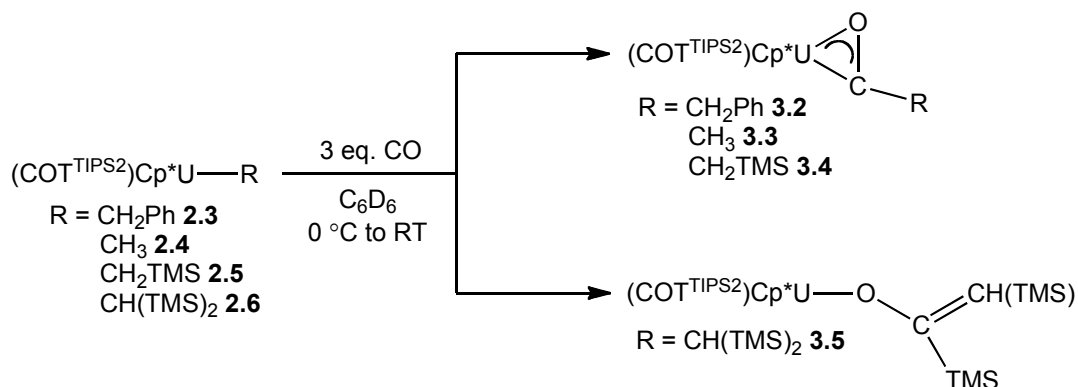 (COT^TIPS2)Cp*U O
C R
R = CH₂Ph 3.2
CH₃ 3.3
CH₂TMS 3.4
(COT^TIPS2)Cp*U R
R = CH₂Ph 2.3
CH₃ 2.4
CH₂TMS 2.5
CH(TMS)₂ 2.6
3 eq. CO
C₆D₆
0 °C to RT
(COT^TIPS2)Cp*U O C CH(TMS)
R = CH(TMS)₂ 3.5
TMS